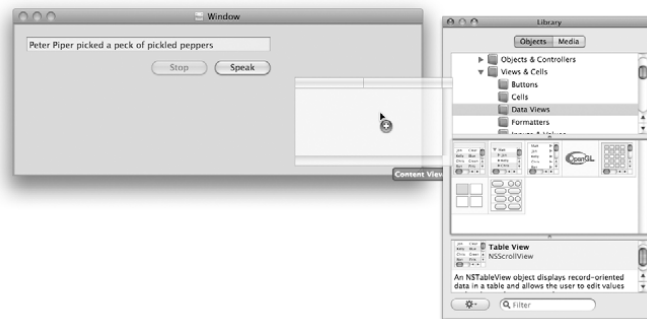 Window
Peter Piper picked a peck of pickled peppers
Stop
Speak
Content View
Library
Objects
Media
Objects & Controllers
Views & Cells
Buttons
Cells
Data Views
Formatters
Inputs & Values
OpenGL
Table View
NSScrollView
An NSTableView object displays record-oriented
data in a table and allows the user to edit values
Filter